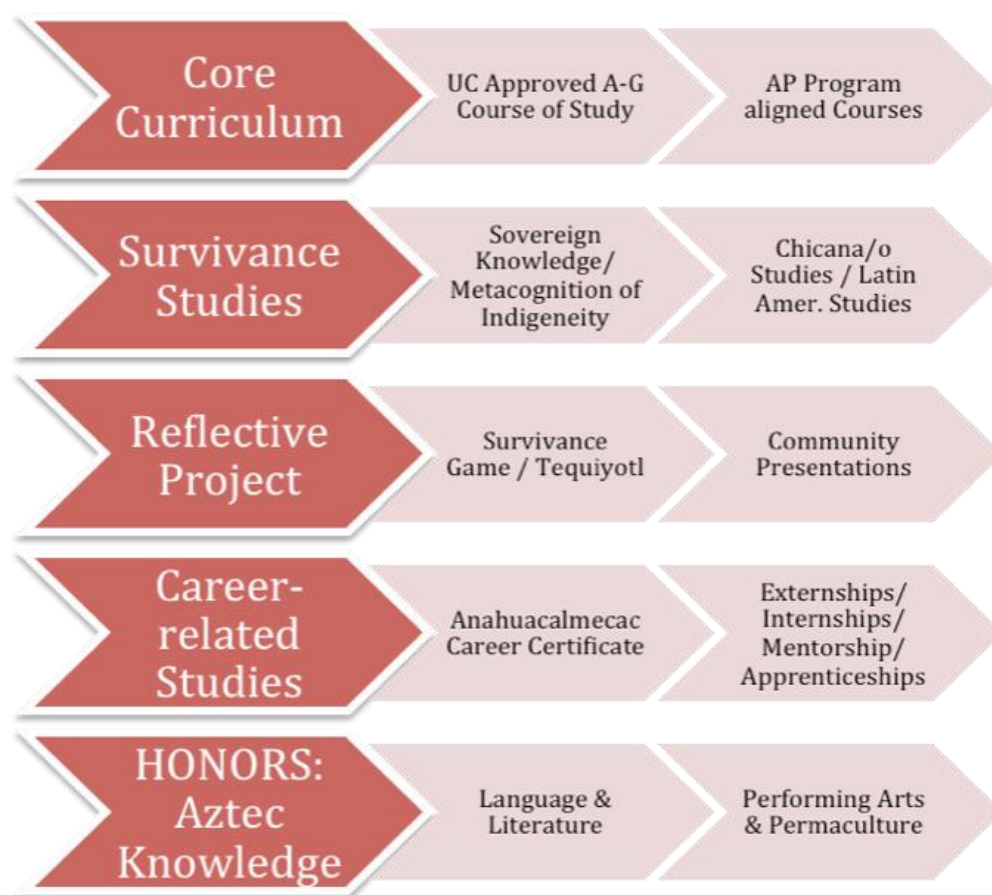 Core
Curriculum
UC Approved A-G
Course of Study
AP Program
aligned Courses
Survivance
Studies
Sovereign
Knowledge/
Metacognition of
Indigeneity
Chicana/o
Studies / Latin
Amer. Studies
Reflective
Project
Survivance
Game / Tequiyotl
Community
Presentations
Career-
related
Studies
Anahuacalmecac
Career Certificate
Externships/
Internships/
Mentorship/
Apprenticeships
HONORS:
Aztec
Knowledge
Language &
Literature
Performing Arts
& Permaculture